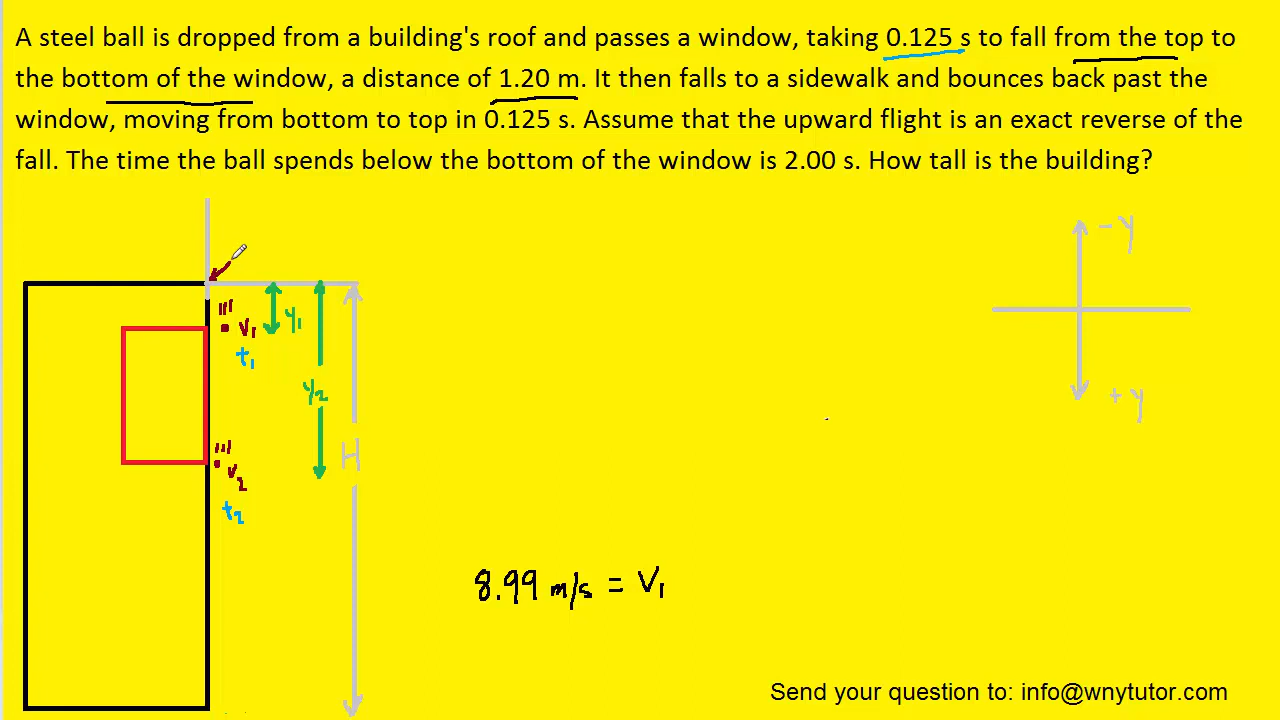 A steel ball is dropped from a building's roof and passes a window, taking 0.125 s to fall from the top to
the bottom of the window, a distance of 1.20 m. It then falls to a sidewalk and bounces back past the
window, moving from bottom to top in 0.125 s. Assume that the upward flight is an exact reverse of the
fall. The time the ball spends below the bottom of the window is 2.00 s. How tall is the building?
-y
v₁
y₁
t₁
y₂
+y
H
v₂
t₂
8.99 m/s = V₁
Send your question to: info@wnytutor.com